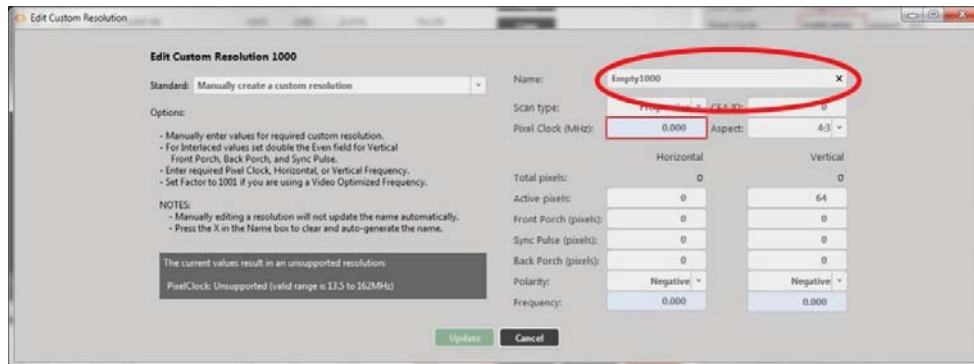 Edit Custom Resolution
Edit Custom Resolution 1000
Standard: Manually create a custom resolution
Options:
- Manually enter values for required custom resolution.
- For Interlaced values set double the Even field for Vertical
Front Porch, Back Porch, and Sync Pulse.
- Enter required Pixel Clock, Horizontal, or Vertical Frequency.
- Set Factor to 1001 if you are using a Video Optimized Frequency.
NOTES:
- Manually editing a resolution will not update the name automatically.
- Press the X in the Name box to clear and auto-generate the name.
The current values result in an unsupported resolution:
PixelClock: Unsupported (valid range is 13.5 to 162MHz)
Name: Empty1000 x
Scan type: Progressive CEA ID: 0
Pixel Clock (MHz): 0.000 Aspect: 4:3
Horizontal Vertical
Total pixels: 0 0
Active pixels: 0 64
Front Porch (pixels): 0 0
Sync Pulse (pixels): 0 0
Back Porch (pixels): 0 0
Polarity: Negative Negative
Frequency: 0.000 0.000
Update Cancel